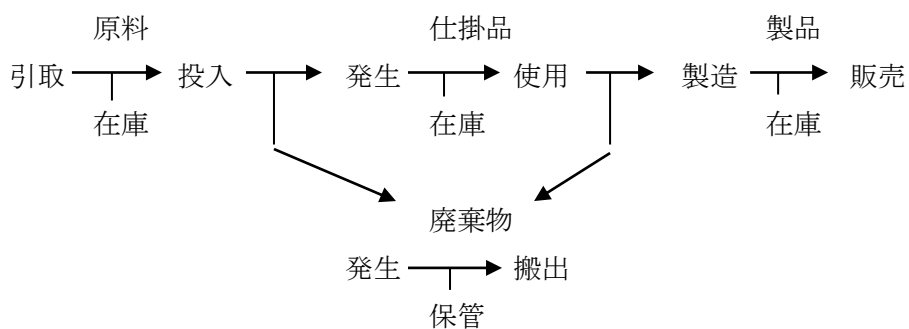 原料 仕掛品 製品
引取 投入 発生 使用 製造 販売
在庫 在庫 在庫
廃棄物
発生 搬出
保管